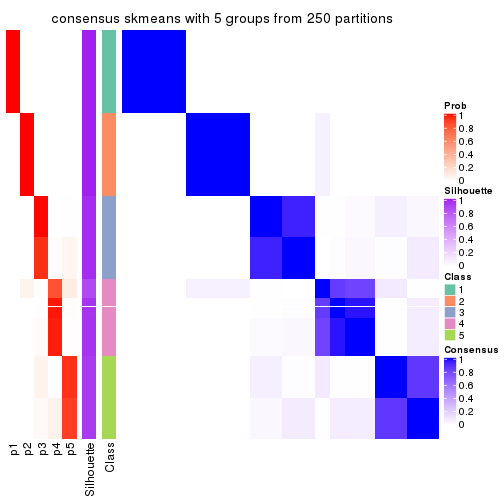 consensus skmeans with 5 groups from 250 partitions
Prob
1
0.8
0.6
0.4
0.2
0
Silhouette
1
0.8
0.6
0.4
0.2
0
Class
1
2
3
4
5
Consensus
1
0.8
0.6
0.4
0.2
0
p1
p2
p3
p4
p5
Silhouette
Class